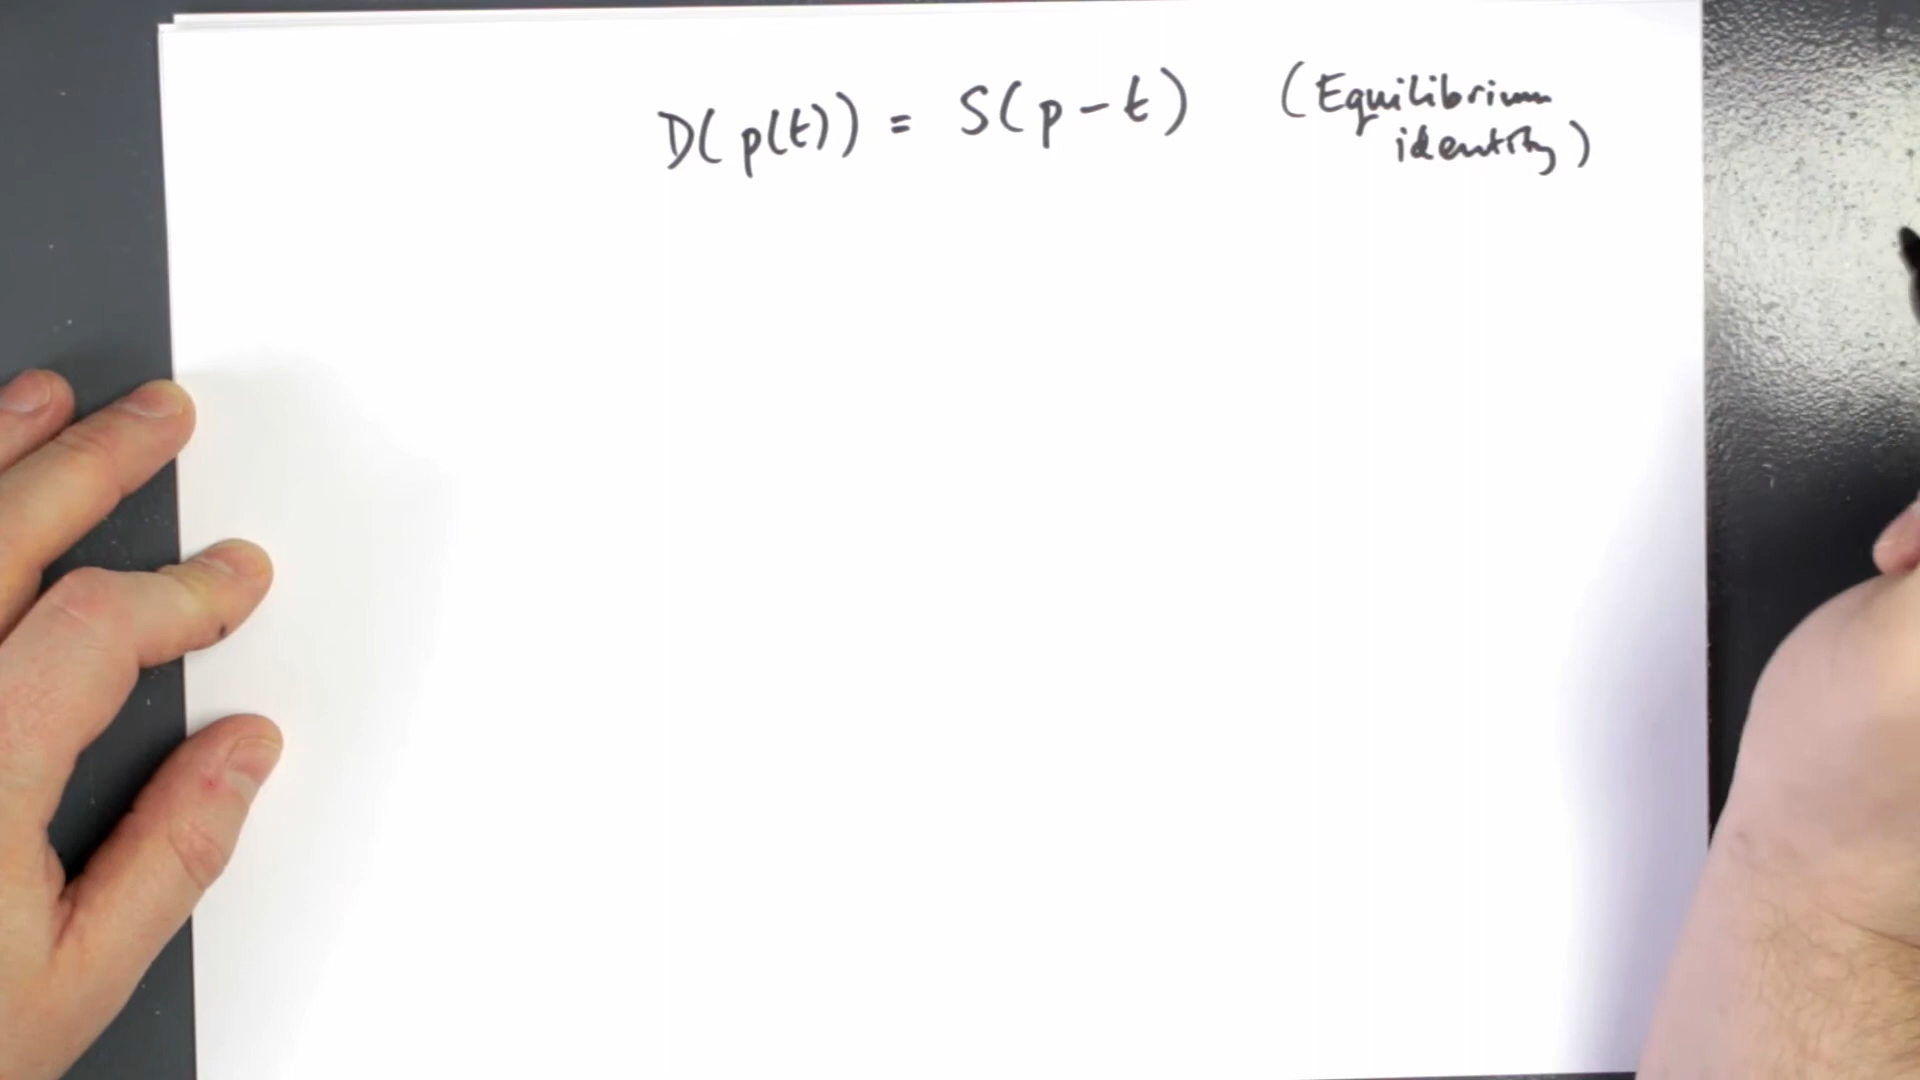 D(p(t)) = S(p-t) (Equilibrium
identity)